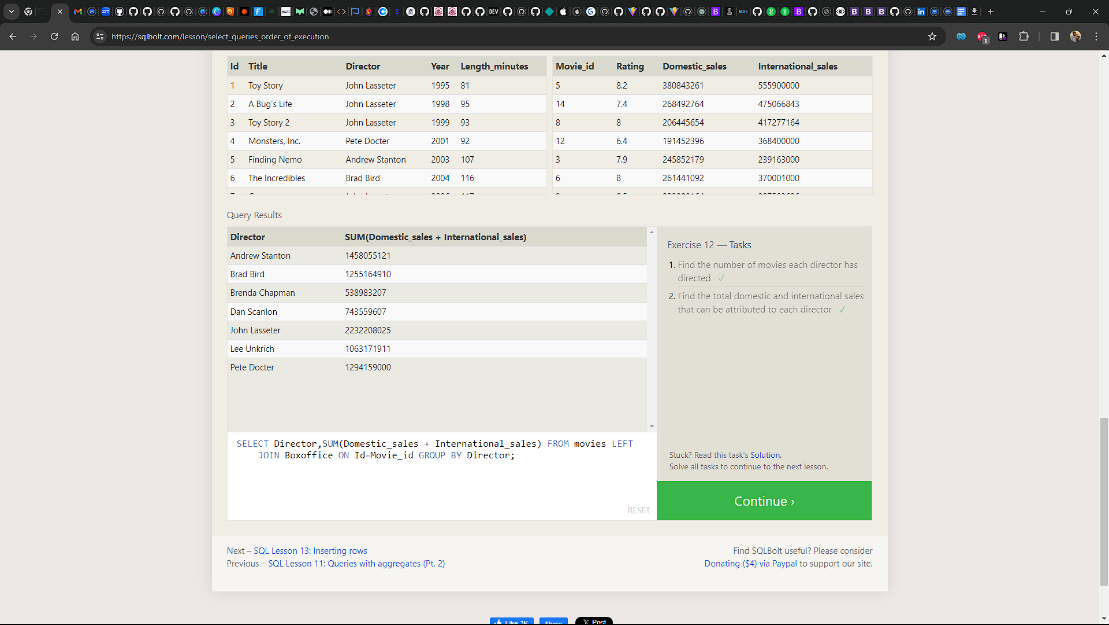 https://sqlbolt.com/lesson/select_queries_order_of_execution
Id Title Director Year Length_minutes
1 Toy Story John Lasseter 1995 81
2 A Bug's Life John Lasseter 1998 95
3 Toy Story 2 John Lasseter 1999 93
4 Monsters, Inc. Pete Docter 2001 92
5 Finding Nemo Andrew Stanton 2003 107
6 The Incredibles Brad Bird 2004 116
Movie_id Rating Domestic_sales International_sales
5 8.2 380843261 555900000
14 7.4 268492764 475066843
8 8 206445654 417277164
12 6.4 191452396 368400000
3 7.9 245852179 239163000
6 8 261441092 370001000
Query Results
Director SUM(Domestic_sales + International_sales)
Andrew Stanton 1458055121
Brad Bird 1255164910
Brenda Chapman 538983207
Dan Scanlon 743559607
John Lasseter 2232208025
Lee Unkrich 1063171911
Pete Docter 1294159000
Exercise 12 — Tasks
1. Find the number of movies each director has
directed ✓
2. Find the total domestic and international sales
that can be attributed to each director ✓
SELECT Director,SUM(Domestic_sales + International_sales) FROM movies LEFT
JOIN Boxoffice ON Id=Movie_id GROUP BY Director;
RESET
Stuck? Read this task's Solution.
Solve all tasks to continue to the next lesson.
Continue ›
Next – SQL Lesson 13: Inserting rows
Previous – SQL Lesson 11: Queries with aggregates (Pt. 2)
Find SQLBolt useful? Please consider
Donating ($4) via Paypal to support our site.